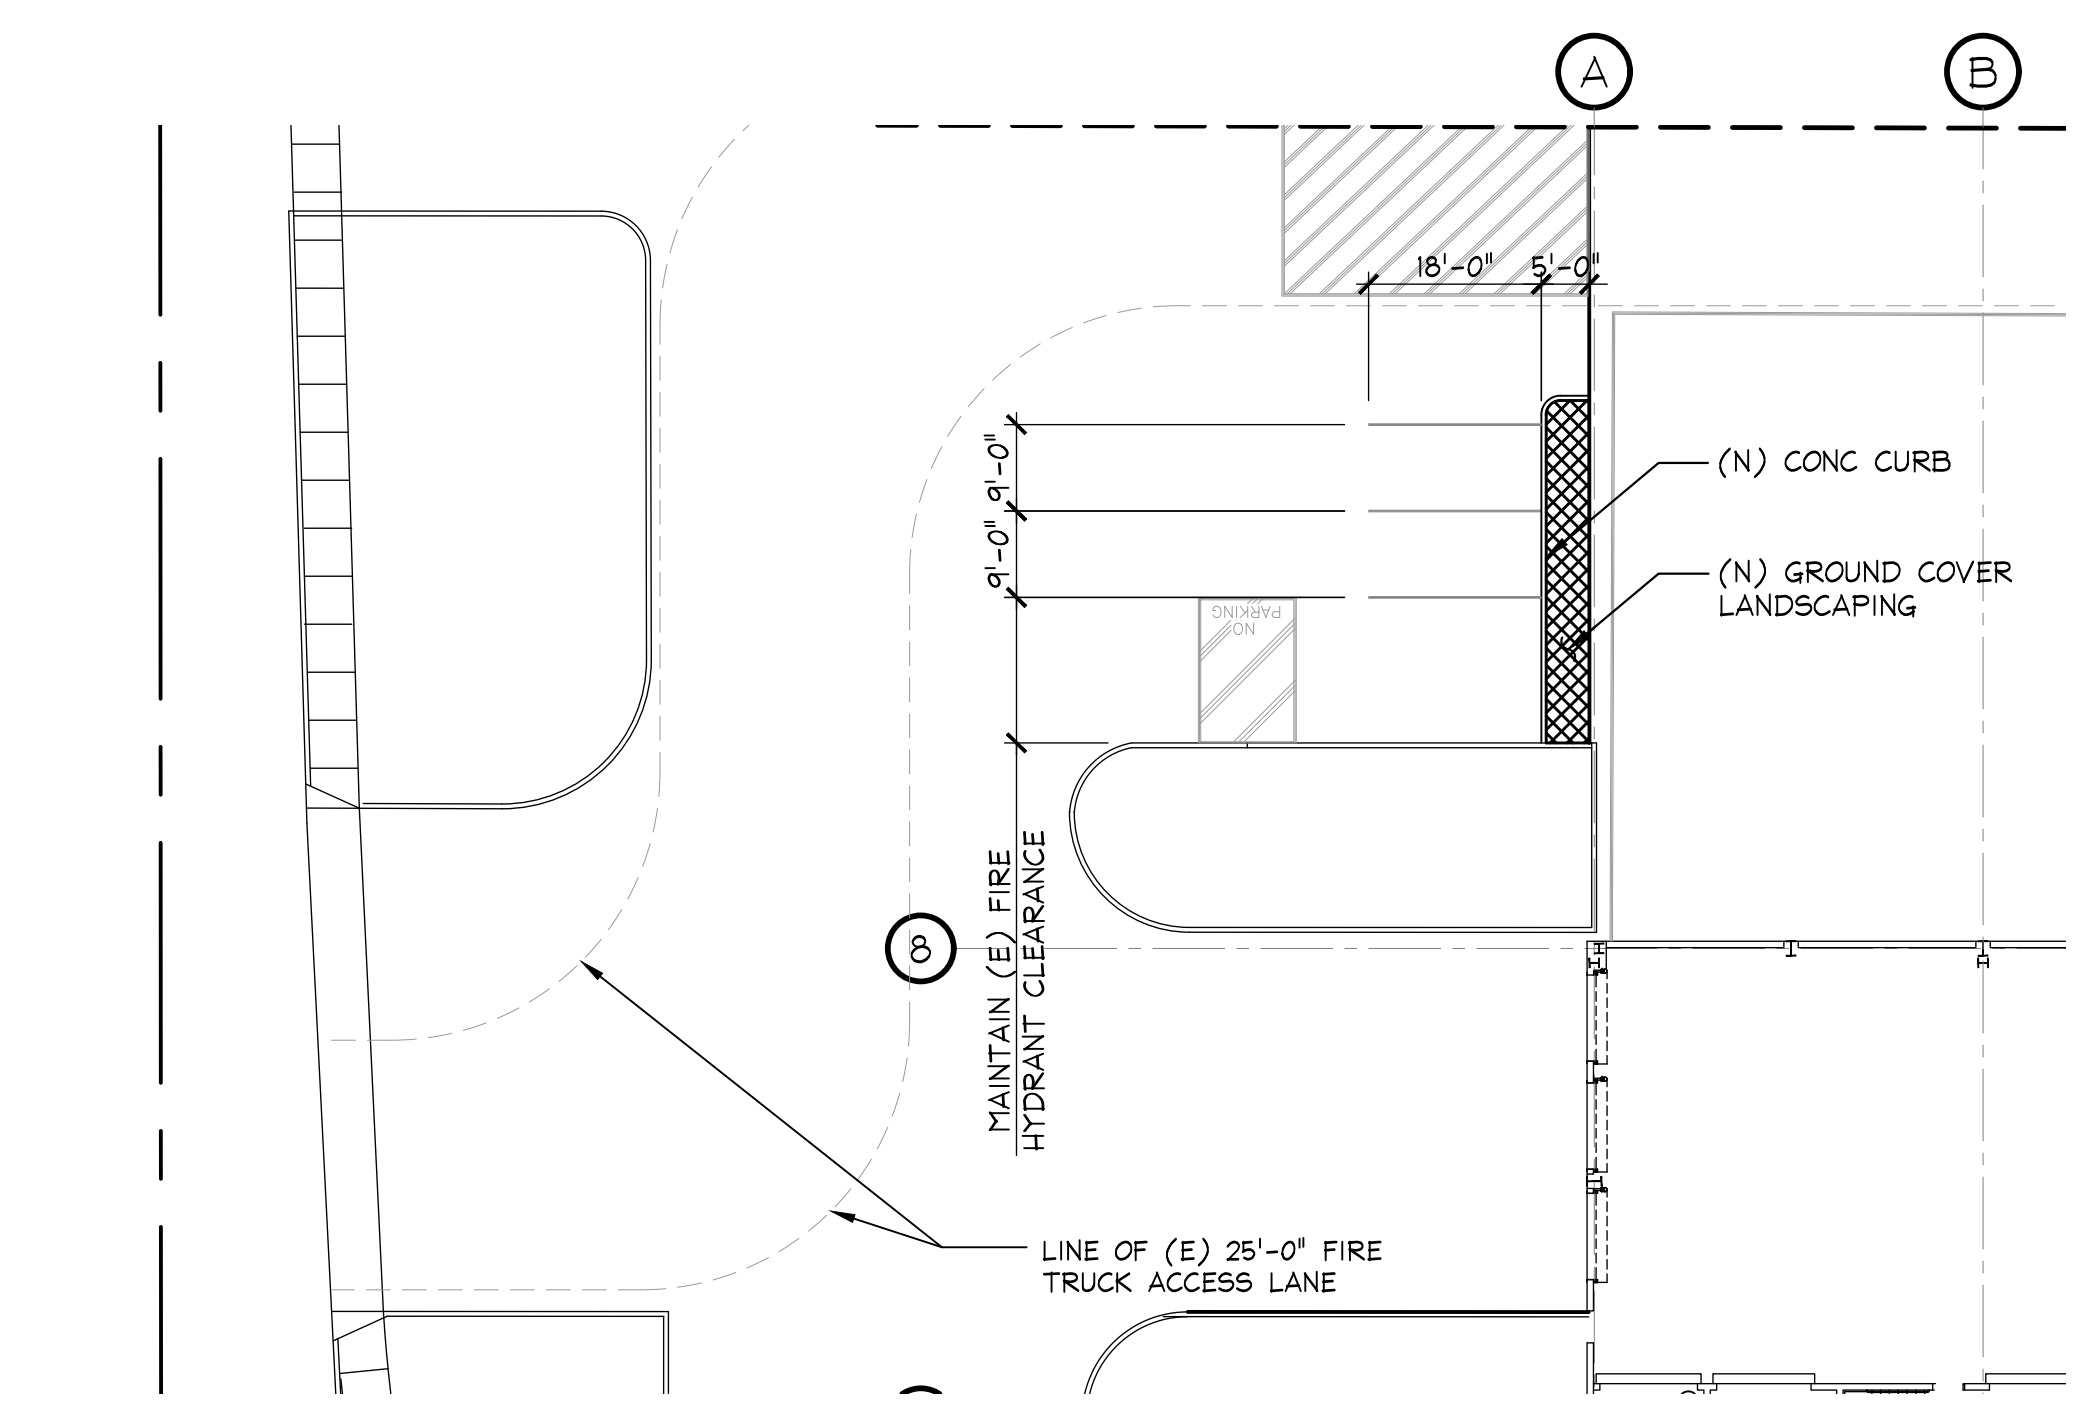 A
B
18'-0"
5'-0"
9'-0"
9'-0"
(N) CONC CURB
(N) GROUND COVER
LANDSCAPING
NO
PARKING
8
MAINTAIN (E) FIRE
HYDRANT CLEARANCE
LINE OF (E) 25'-0" FIRE
TRUCK ACCESS LANE